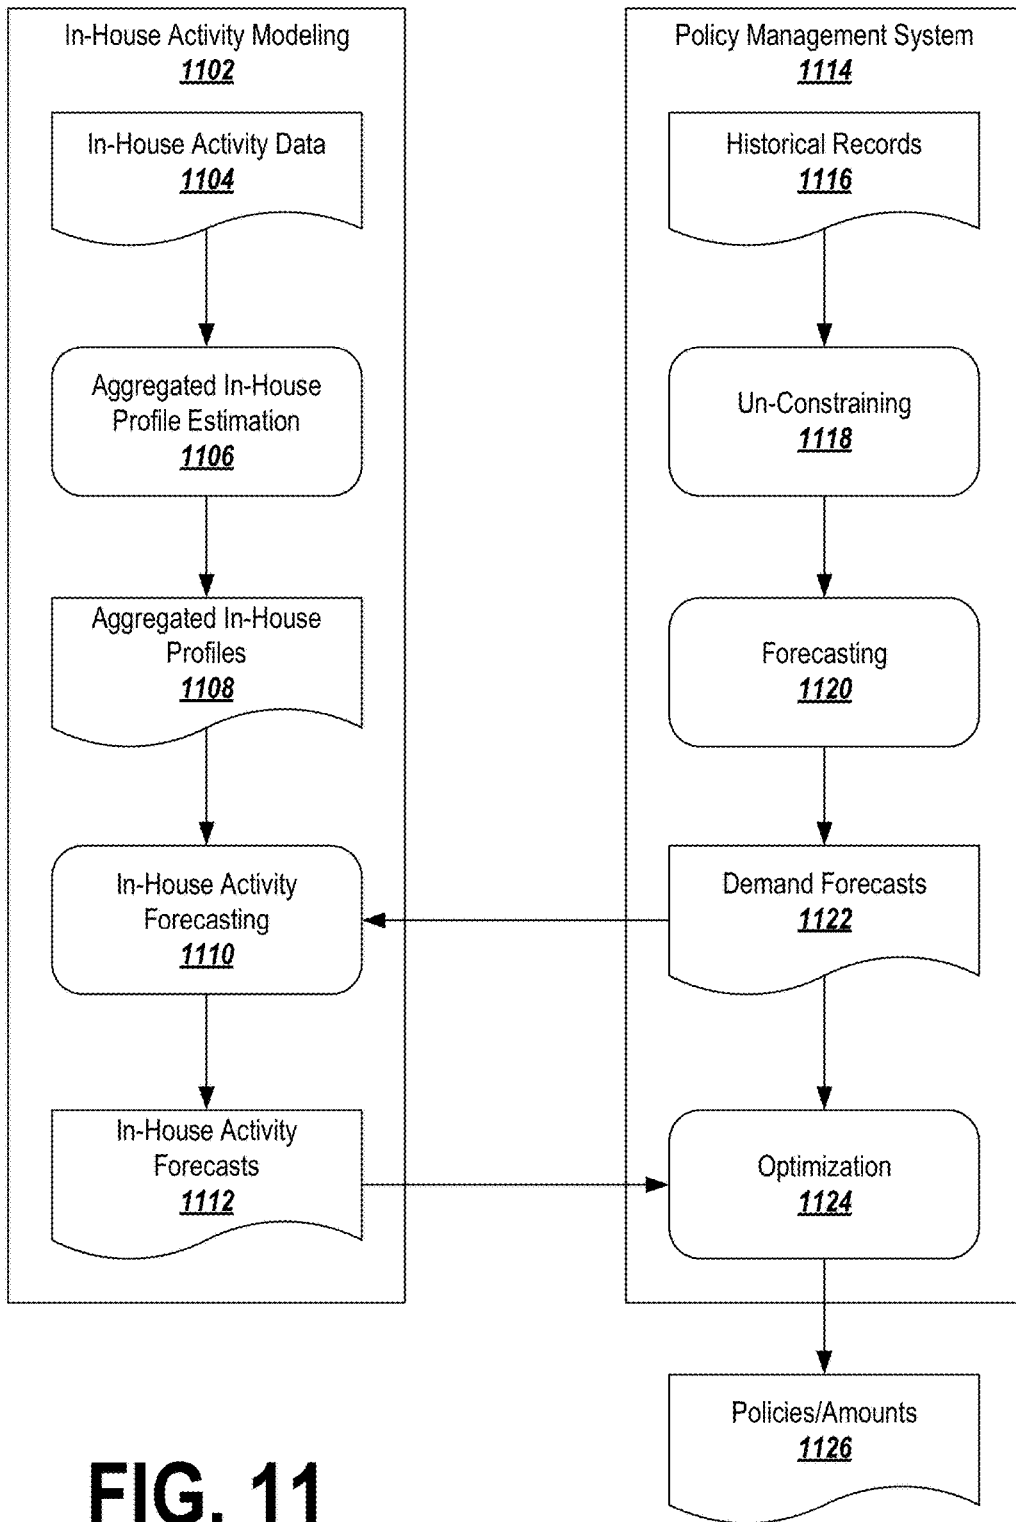 In-House Activity Modeling
1102
In-House Activity Data
1104
Aggregated In-House
Profile Estimation
1106
Aggregated In-House
Profiles
1108
In-House Activity
Forecasting
1110
In-House Activity
Forecasts
1112
Policy Management System
1114
Historical Records
1116
Un-Constraining
1118
Forecasting
1120
Demand Forecasts
1122
Optimization
1124
Policies/Amounts
1126
FIG. 11